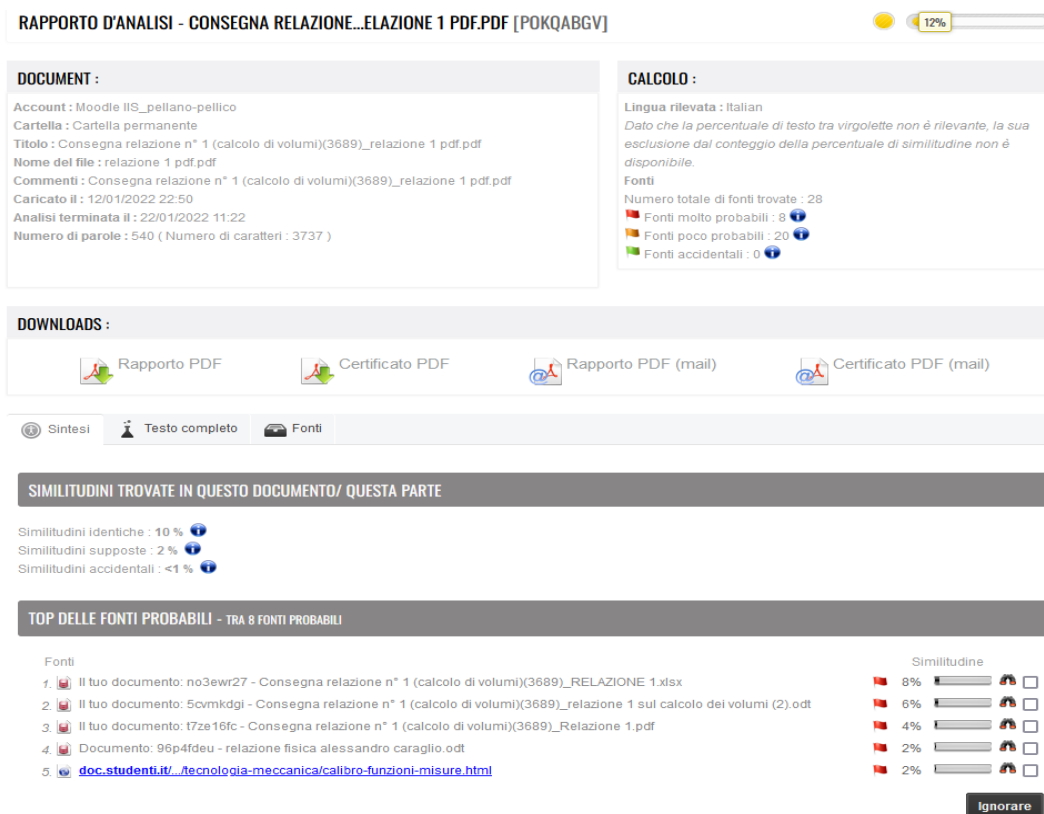 RAPPORTO D'ANALISI - CONSEGNA RELAZIONE...ELAZIONE 1 PDF.PDF [POKQABGV]
12%
DOCUMENT :
Account : Moodle IIS_pellano-pellico
Cartella : Cartella permanente
Titolo : Consegna relazione n° 1 (calcolo di volumi)(3689)_relazione 1 pdf.pdf
Nome del file : relazione 1 pdf.pdf
Commenti : Consegna relazione n° 1 (calcolo di volumi)(3689)_relazione 1 pdf.pdf
Caricato il : 12/01/2022 22:50
Analisi terminata il : 22/01/2022 11:22
Numero di parole : 540 ( Numero di caratteri : 3737 )
CALCOLO :
Lingua rilevata : Italian
Dato che la percentuale di testo tra virgolette non è rilevante, la sua
esclusione dal conteggio della percentuale di similitudine non è
disponibile.
Fonti
Numero totale di fonti trovate : 28
Fonti molto probabili : 8
Fonti poco probabili : 20
Fonti accidentali : 0
DOWNLOADS :
Rapporto PDF
Certificato PDF
Rapporto PDF (mail)
Certificato PDF (mail)
Sintesi
Testo completo
Fonti
SIMILITUDINI TROVATE IN QUESTO DOCUMENTO/ QUESTA PARTE
Similitudini identiche : 10 %
Similitudini supposte : 2 %
Similitudini accidentali : <1 %
TOP DELLE FONTI PROBABILI - TRA 8 FONTI PROBABILI
Fonti Similitudine
1. Il tuo documento: no3ewr27 - Consegna relazione n° 1 (calcolo di volumi)(3689)_RELAZIONE 1.xlsx 8%
2. Il tuo documento: 5cvmkdgi - Consegna relazione n° 1 (calcolo di volumi)(3689)_relazione 1 sul calcolo dei volumi (2).odt 6%
3. Il tuo documento: t7ze16fc - Consegna relazione n° 1 (calcolo di volumi)(3689)_Relazione 1.pdf 4%
4. Documento: 96p4fdeu - relazione fisica alessandro caraglio.odt 2%
5. doc.studenti.it/.../tecnologia-meccanica/calibro-funzioni-misure.html 2%
Ignorare